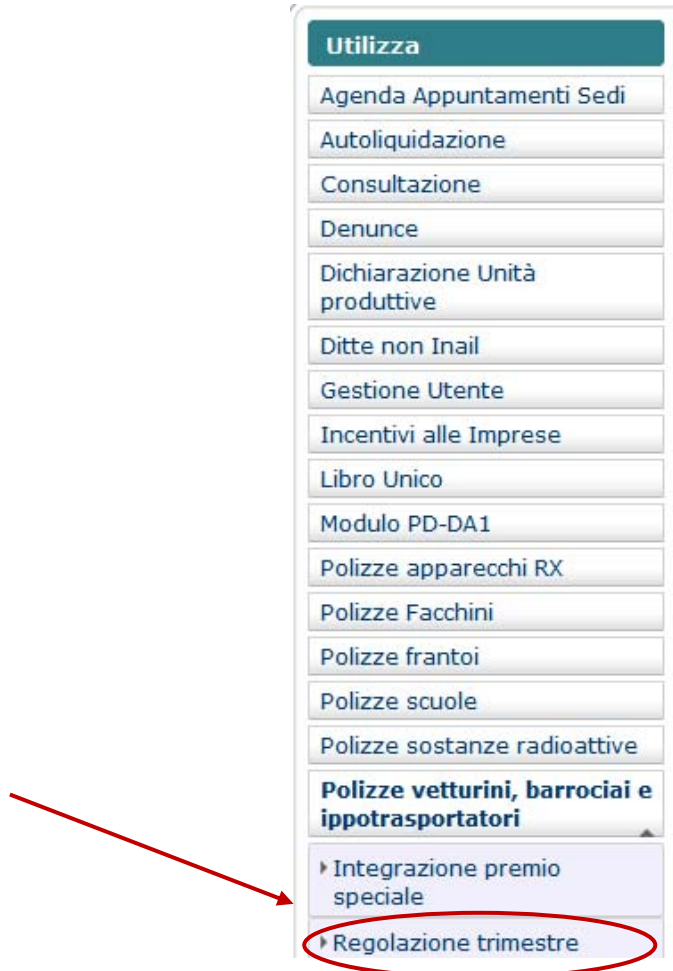 Utilizza
Agenda Appuntamenti Sedi
Autoliquidazione
Consultazione
Denunce
Dichiarazione Unità
produttive
Ditte non Inail
Gestione Utente
Incentivi alle Imprese
Libro Unico
Modulo PD-DA1
Polizze apparecchi RX
Polizze Facchini
Polizze frantoi
Polizze scuole
Polizze sostanze radioattive
Polizze vetturini, barrociai e
ippotrasportatori
Integrazione premio
speciale
Regolazione trimestre